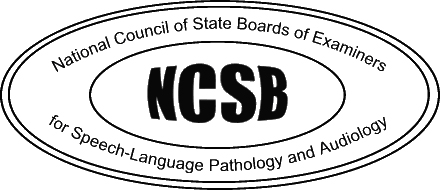 National Council of State Boards of Examiners
NCSB
for Speech-Language Pathology and Audiology